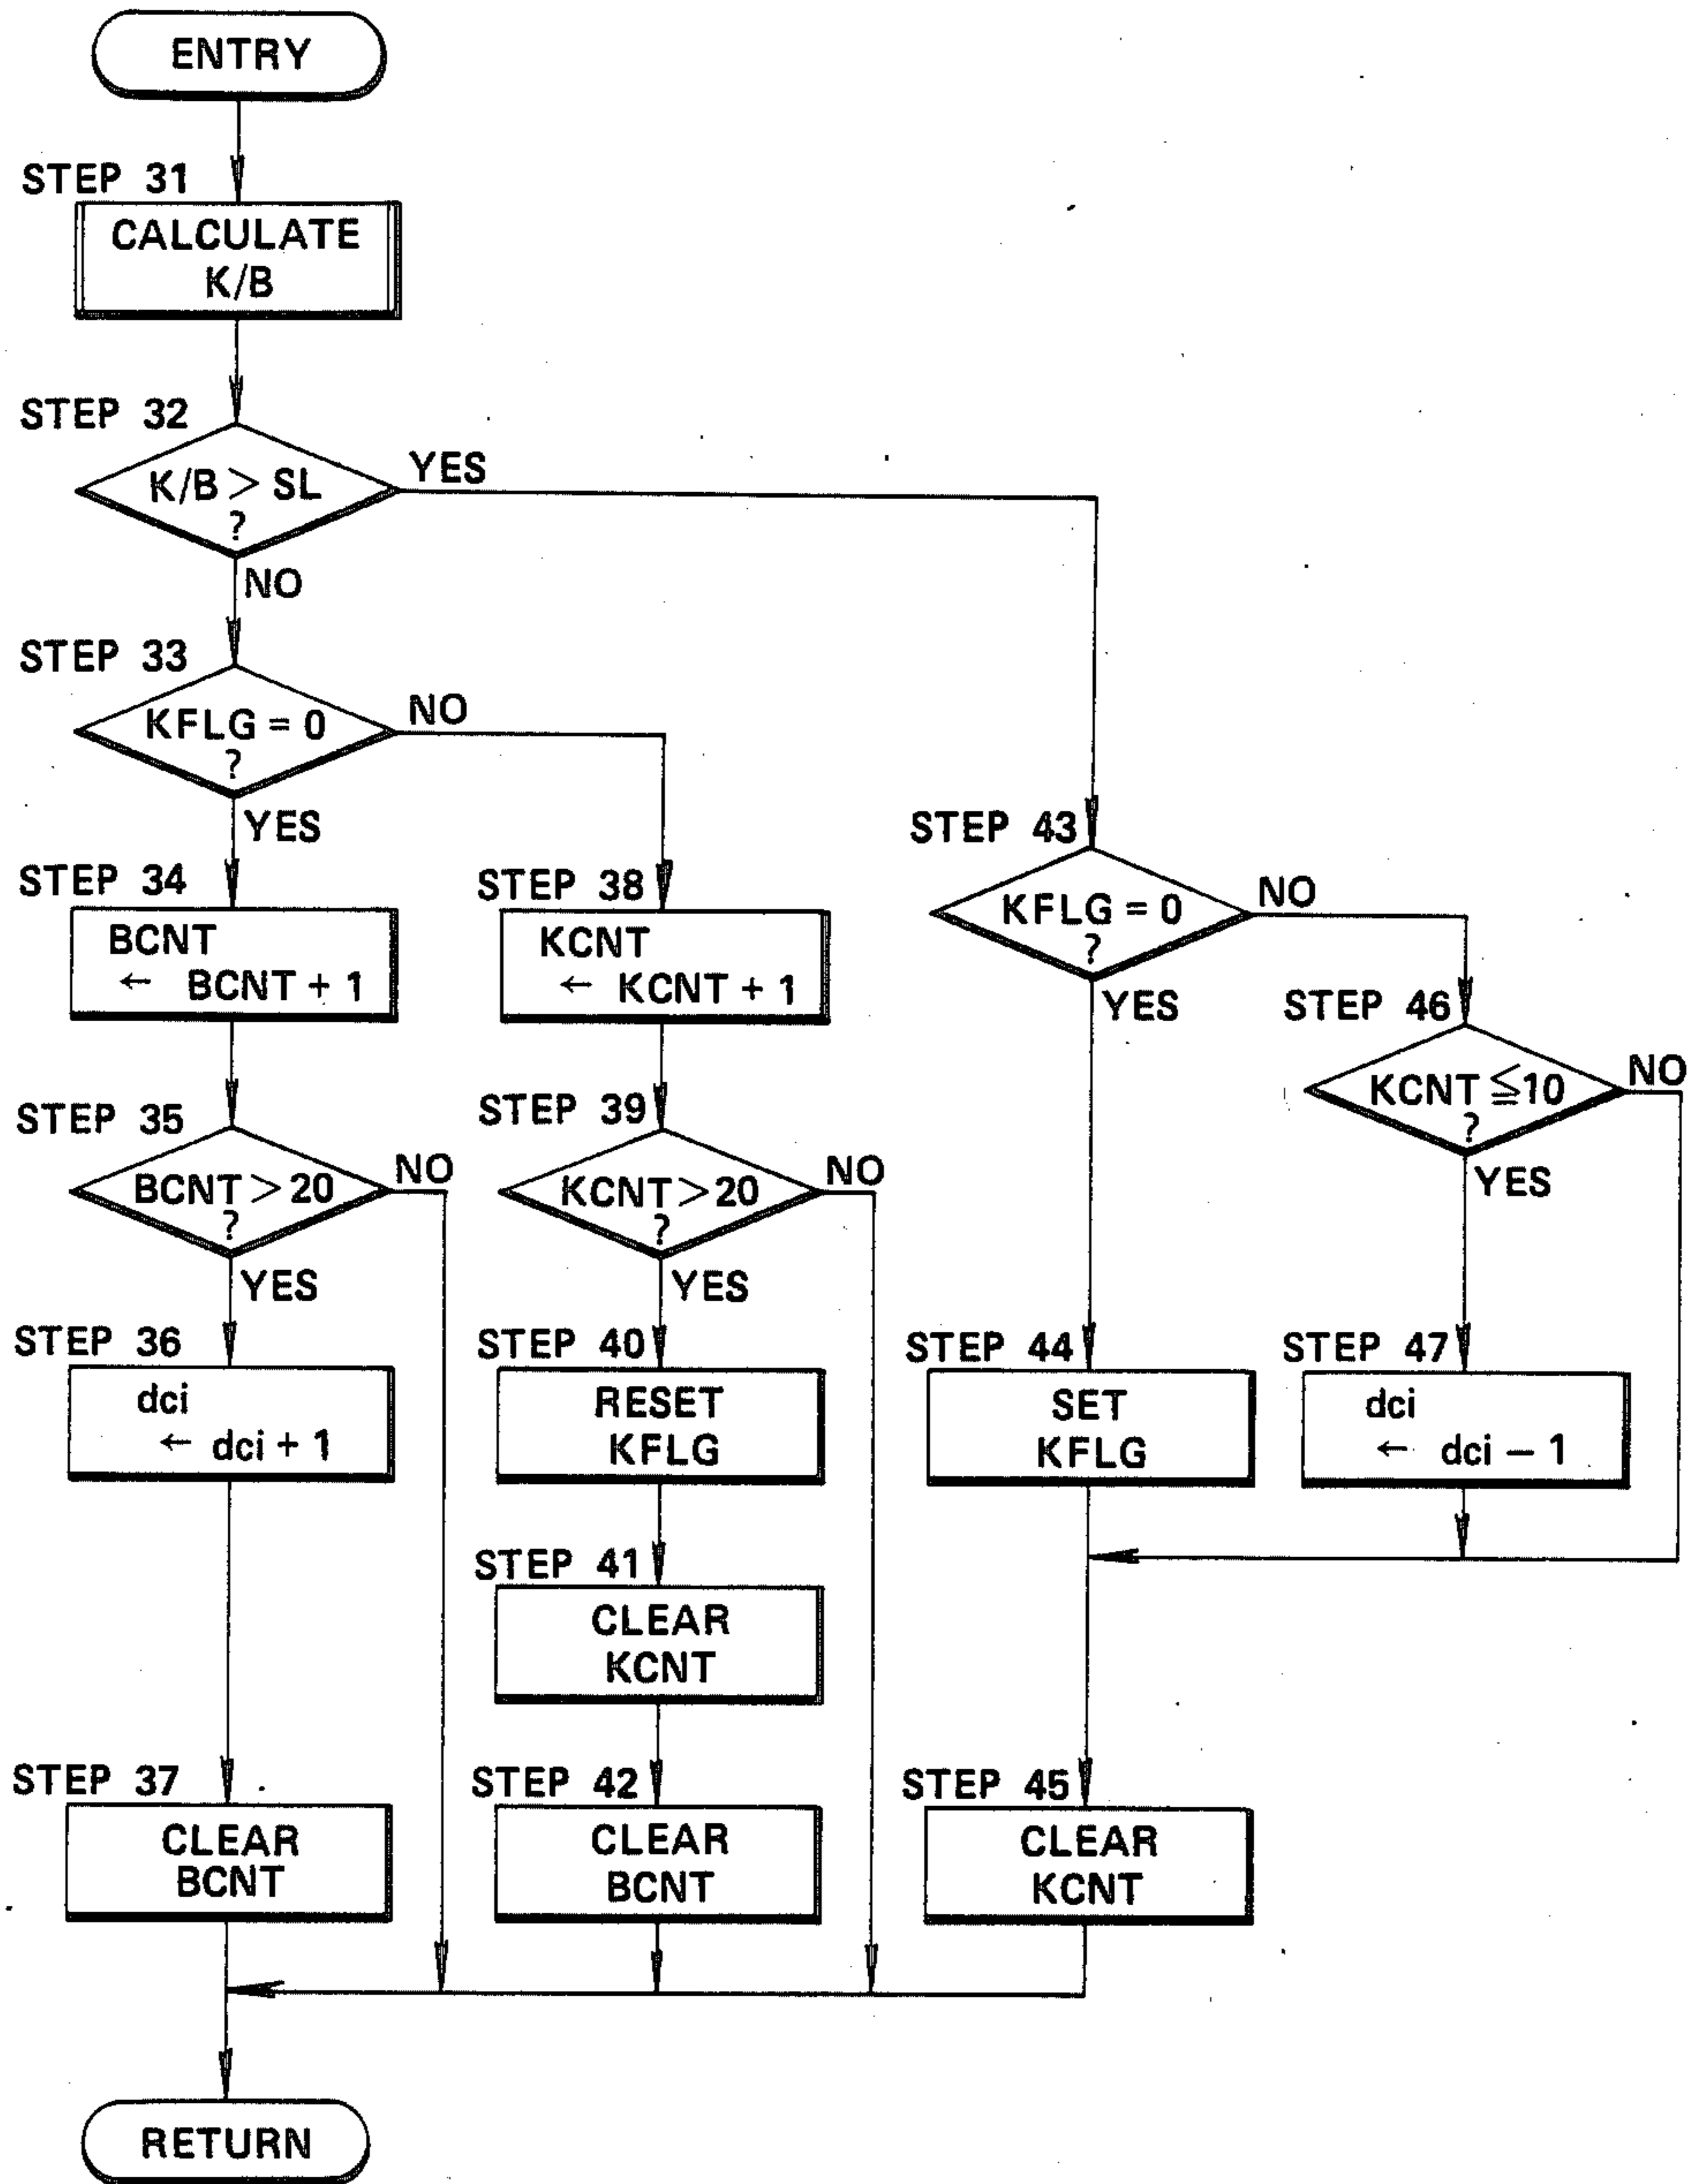 ENTRY
STEP 31
CALCULATE
K/B
STEP 32
K/B > SL
?
YES
NO
STEP 33
KFLG = 0
?
NO
YES
STEP 34
BCNT
← BCNT + 1
STEP 35
BCNT > 20
?
NO
YES
STEP 36
dci
← dci + 1
STEP 37
CLEAR
BCNT
STEP 38
KCNT
← KCNT + 1
STEP 39
KCNT > 20
?
NO
YES
STEP 40
RESET
KFLG
STEP 41
CLEAR
KCNT
STEP 42
CLEAR
BCNT
STEP 43
KFLG = 0
?
NO
YES
STEP 44
SET
KFLG
STEP 45
CLEAR
KCNT
STEP 46
KCNT ≦ 10
?
NO
YES
STEP 47
dci
← dci − 1
RETURN